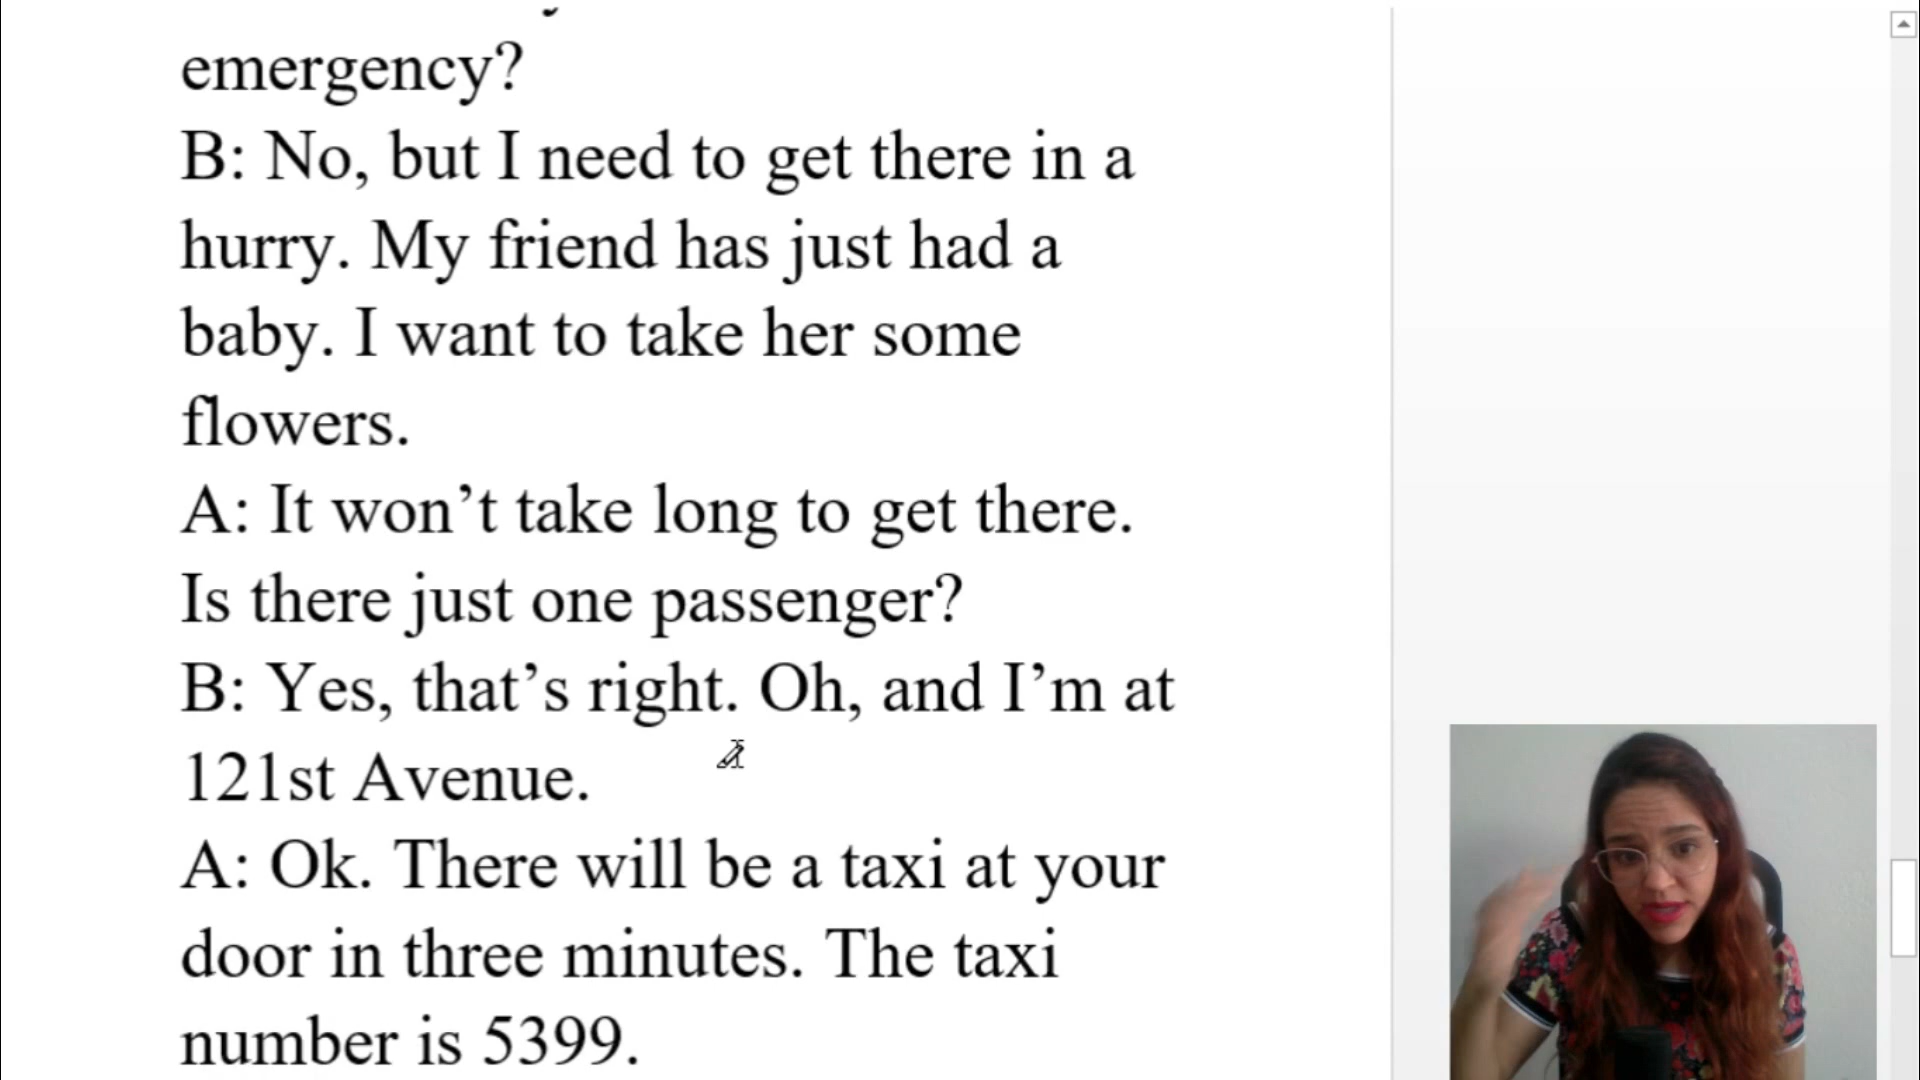 emergency?
B: No, but I need to get there in a
hurry. My friend has just had a
baby. I want to take her some
flowers.
A: It won’t take long to get there.
Is there just one passenger?
B: Yes, that’s right. Oh, and I’m at
121st Avenue.
A: Ok. There will be a taxi at your
door in three minutes. The taxi
number is 5399.